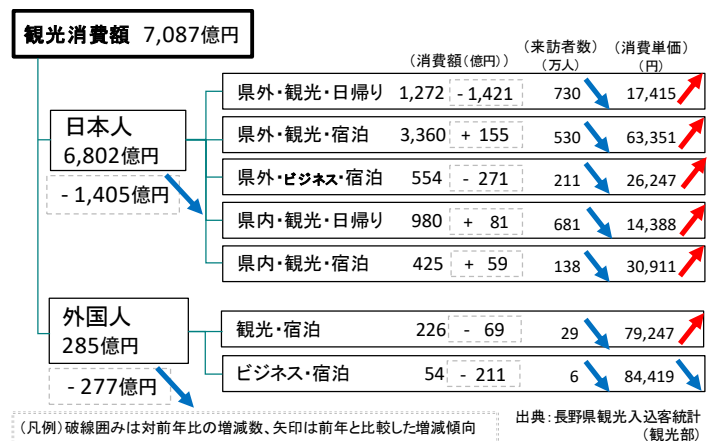 観光消費額 7,087億円
(消費額(億円)) (来訪者数) (消費単価)
(万人) (円)
県外・観光・日帰り 1,272 - 1,421 730 17,415
日本人
6,802億円
- 1,405億円
県外・観光・宿泊 3,360 + 155 530 63,351
県外・ビジネス・宿泊 554 - 271 211 26,247
県内・観光・日帰り 980 + 81 681 14,388
県内・観光・宿泊 425 + 59 138 30,911
外国人
285億円
- 277億円
観光・宿泊 226 - 69 29 79,247
ビジネス・宿泊 54 - 211 6 84,419
(凡例)破線囲みは対前年比の増減数、矢印は前年と比較した増減傾向
出典:長野県観光入込客統計
(観光部)